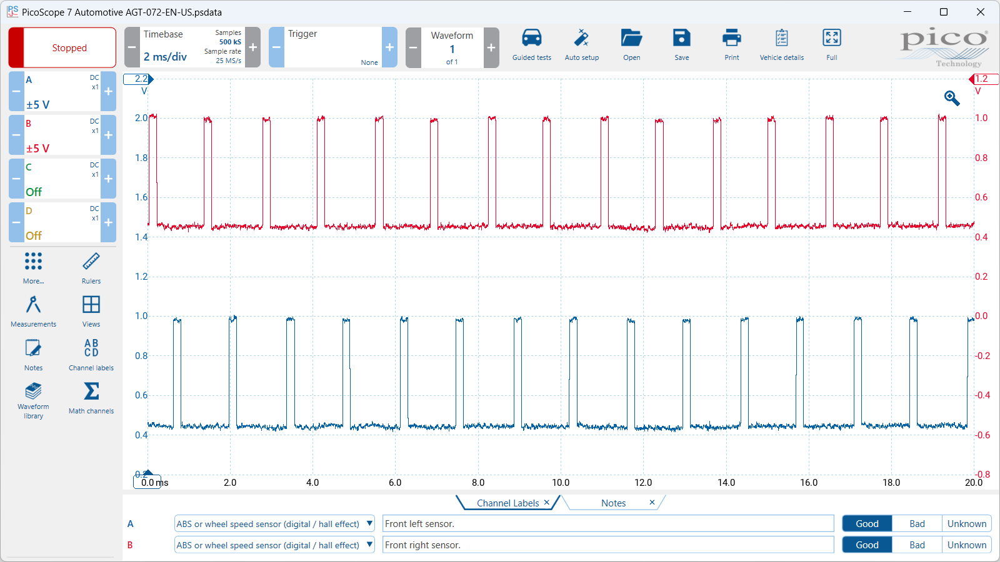 PicoScope 7 Automotive AGT-072-EN-US.psdata
Stopped
Timebase
2 ms/div
Samples
500 kS
Sample rate
25 MS/s
Trigger
None
Waveform
1
of 1
Guided tests
Auto setup
Open
Save
Print
Vehicle details
Full
pico
Technology
A
DC
x1
±5 V
B
DC
x1
±5 V
C
DC
x1
Off
D
DC
x1
Off
More...
Rulers
Measurements
Views
Notes
A B
C D
Channel labels
Waveform
library
Math channels
2.2
V
2.0
1.8
1.6
1.4
1.2
1.0
0.8
0.6
0.4
0.2
1.2
V
1.0
0.8
0.6
0.4
0.2
0.0
-0.2
-0.4
-0.6
-0.8
0.0 ms
2.0
4.0
6.0
8.0
10.0
12.0
14.0
16.0
18.0
20.0
Channel Labels
Notes
A
ABS or wheel speed sensor (digital / hall effect)
Front left sensor.
Good
Bad
Unknown
B
ABS or wheel speed sensor (digital / hall effect)
Front right sensor.
Good
Bad
Unknown